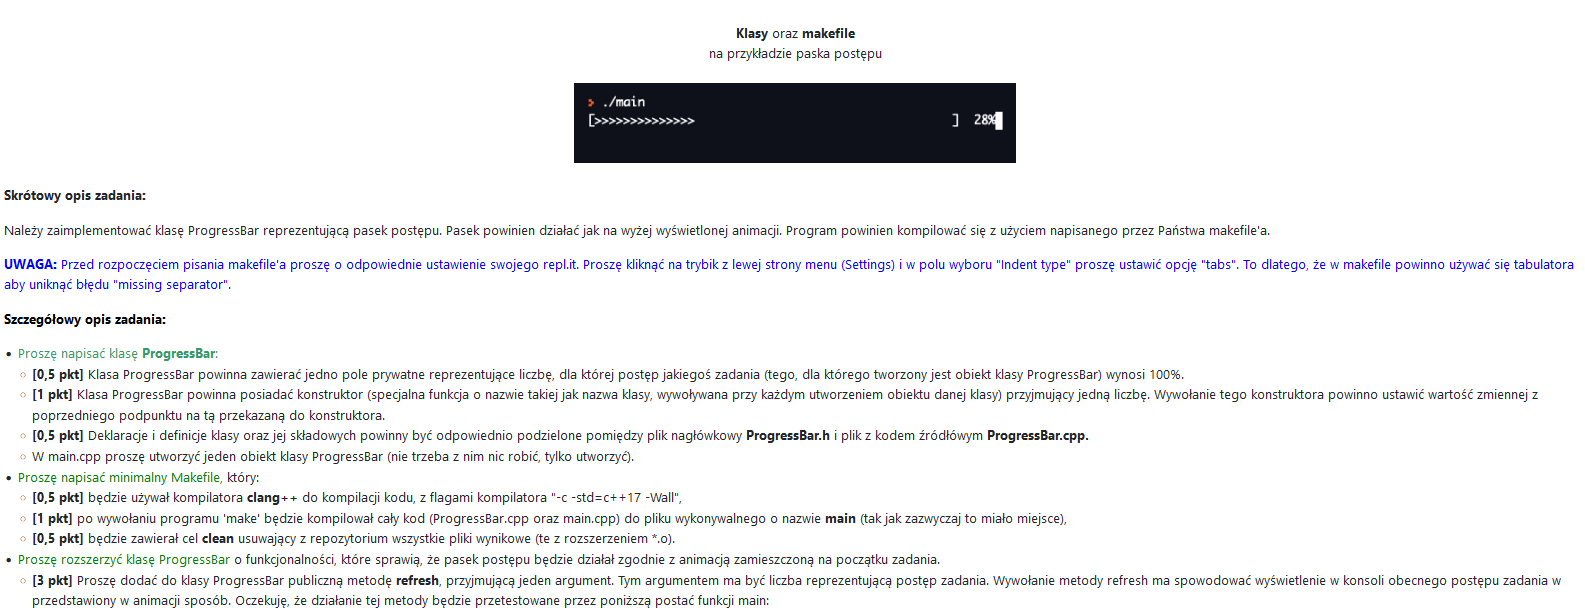 Klasy oraz makefile
na przykładzie paska postępu
> ./main
[>>>>>>>>>>>>>> ] 28%
Skrótowy opis zadania:
Należy zaimplementować klasę ProgressBar reprezentującą pasek postępu. Pasek powinien działać jak na wyżej wyświetlonej animacji. Program powinien kompilować się z użyciem napisanego przez Państwa makefile'a.
UWAGA: Przed rozpoczęciem pisania makefile'a proszę o odpowiednie ustawienie swojego repl.it. Proszę kliknąć na trybik z lewej strony menu (Settings) i w polu wyboru "Indent type" proszę ustawić opcję "tabs". To dlatego, że w makefile powinno używać się tabulatora
aby uniknąć błędu "missing separator".
Szczegółowy opis zadania:
• Proszę napisać klasę ProgressBar:
○ [0,5 pkt] Klasa ProgressBar powinna zawierać jedno pole prywatne reprezentujące liczbę, dla której postęp jakiegoś zadania (tego, dla którego tworzony jest obiekt klasy ProgressBar) wynosi 100%.
○ [1 pkt] Klasa ProgressBar powinna posiadać konstruktor (specjalna funkcja o nazwie takiej jak nazwa klasy, wywoływana przy każdym utworzeniem obiektu danej klasy) przyjmujący jedną liczbę. Wywołanie tego konstruktora powinno ustawić wartość zmiennej z
poprzedniego podpunktu na tą przekazaną do konstruktora.
○ [0,5 pkt] Deklaracje i definicje klasy oraz jej składowych powinny być odpowiednio podzielone pomiędzy plik nagłówkowy ProgressBar.h i plik z kodem źródłówym ProgressBar.cpp.
○ W main.cpp proszę utworzyć jeden obiekt klasy ProgressBar (nie trzeba z nim nic robić, tylko utworzyć).
• Proszę napisać minimalny Makefile, który:
○ [0,5 pkt] będzie używał kompilatora clang++ do kompilacji kodu, z flagami kompilatora "-c -std=c++17 -Wall",
○ [1 pkt] po wywołaniu programu 'make' będzie kompilował cały kod (ProgressBar.cpp oraz main.cpp) do pliku wykonywalnego o nazwie main (tak jak zazwyczaj to miało miejsce),
○ [0,5 pkt] będzie zawierał cel clean usuwający z repozytorium wszystkie pliki wynikowe (te z rozszerzeniem *.o).
• Proszę rozszerzyć klasę ProgressBar o funkcjonalności, które sprawią, że pasek postępu będzie działał zgodnie z animacją zamieszczoną na początku zadania.
○ [3 pkt] Proszę dodać do klasy ProgressBar publiczną metodę refresh, przyjmującą jeden argument. Tym argumentem ma być liczba reprezentującą postęp zadania. Wywołanie metody refresh ma spowodować wyświetlenie w konsoli obecnego postępu zadania w
przedstawiony w animacji sposób. Oczekuję, że działanie tej metody będzie przetestowane przez poniższą postać funkcji main: